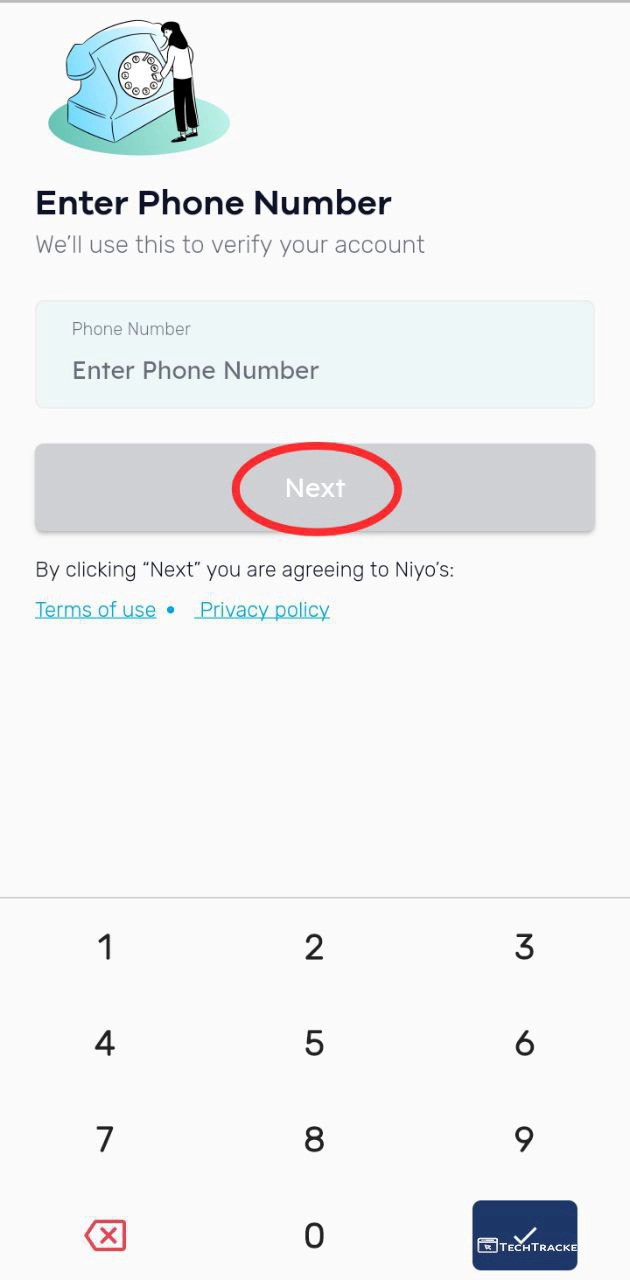 Enter Phone Number
We'll use this to verify your account
Phone Number
Enter Phone Number
Next
By clicking “Next” you are agreeing to Niyo's:
Terms of use • Privacy policy
1 2 3
4 5 6
7 8 9
0
TECHTRACKE